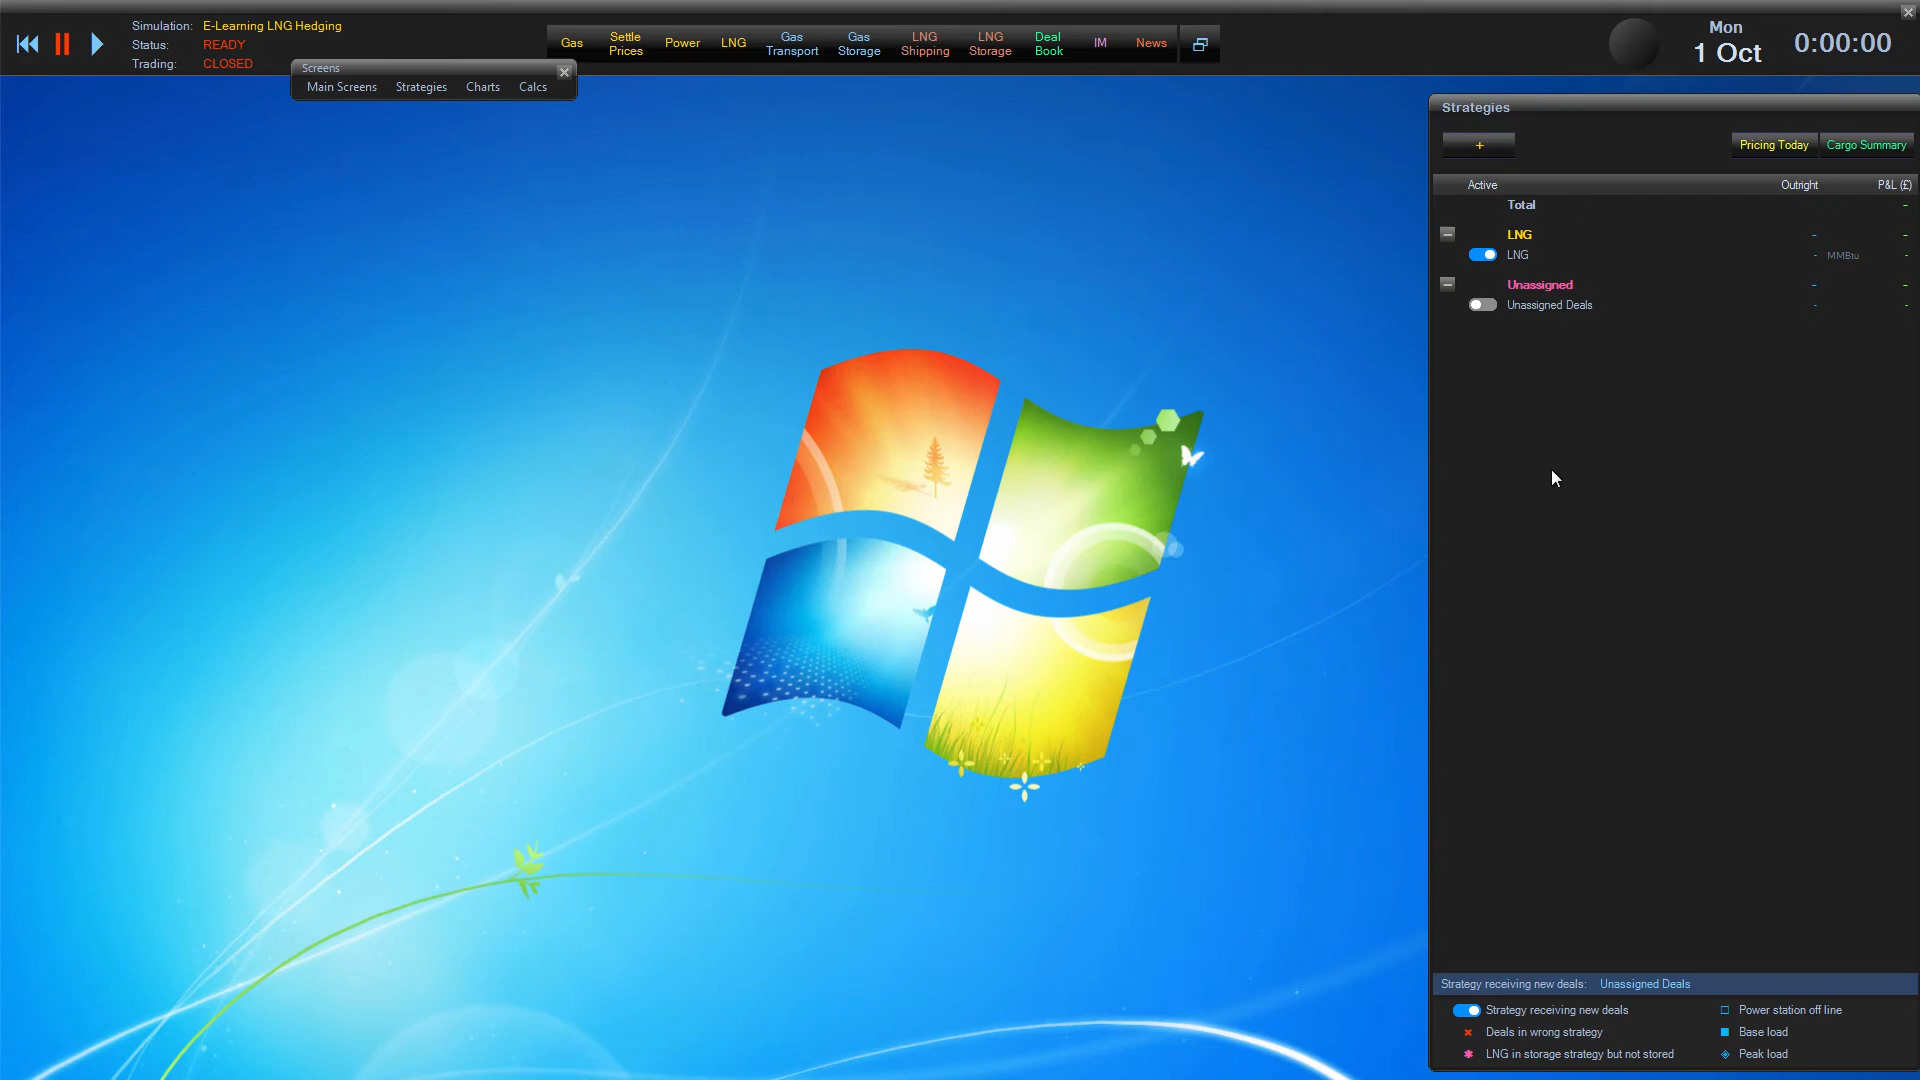 Simulation: E-Learning LNG Hedging
Status: READY
Trading: CLOSED
Gas
Settle Prices
Power
LNG
Gas Transport
Gas Storage
LNG Shipping
LNG Storage
Deal Book
IM
News
Mon
1 Oct
0:00:00
Screens
Main Screens Strategies Charts Calcs
Strategies
+ Pricing Today Cargo Summary
Active Outright P&L (£)
Total -
LNG - -
LNG - MMBtu -
Unassigned - -
Unassigned Deals - -
Strategy receiving new deals: Unassigned Deals
Strategy receiving new deals Power station off line
Deals in wrong strategy Base load
LNG in storage strategy but not stored Peak load